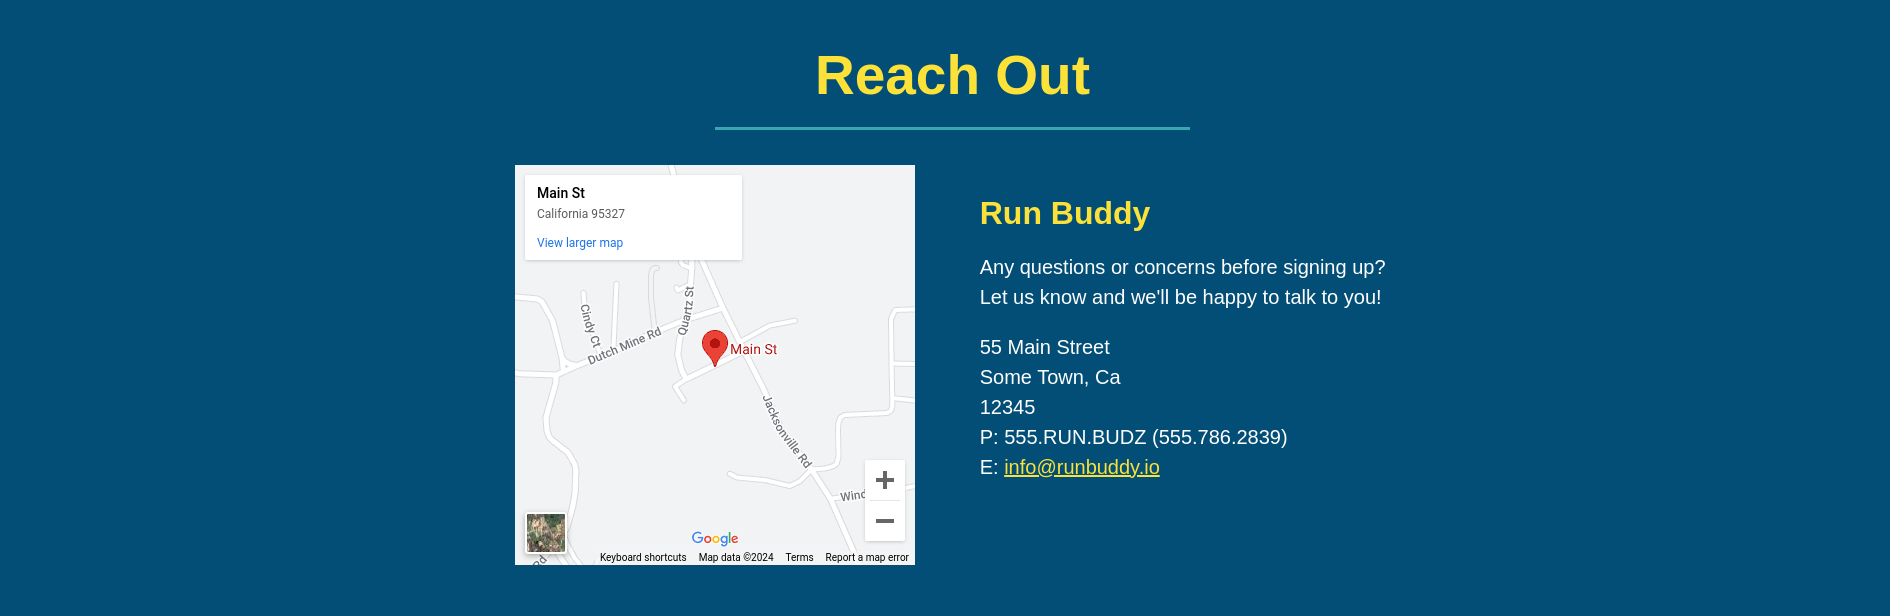 Reach Out
Main St
California 95327
View larger map
Cindy Ct
Dutch Mine Rd
Quartz St
Main St
Jacksonville Rd
Google
Rd
Keyboard shortcuts Map data ©2024 Terms Report a map error
Run Buddy
Any questions or concerns before signing up?
Let us know and we'll be happy to talk to you!
55 Main Street
Some Town, Ca
12345
P: 555.RUN.BUDZ (555.786.2839)
E: info@runbuddy.io